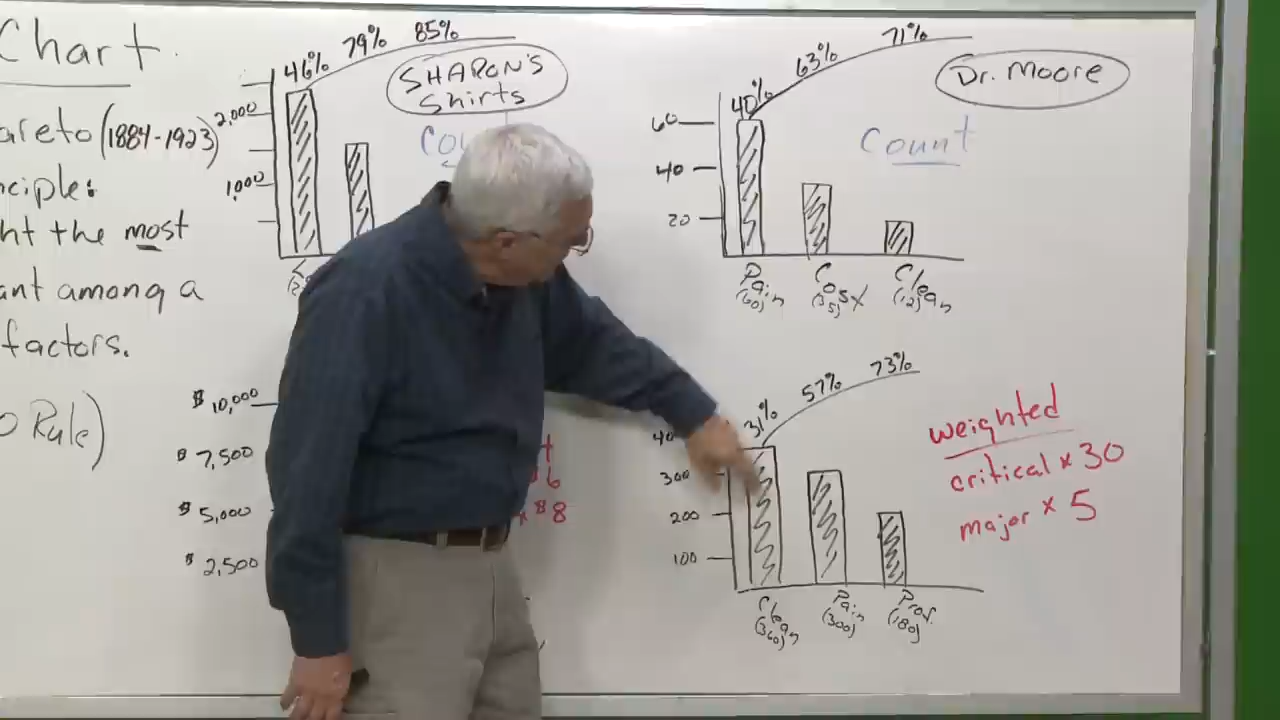 Chart.
areto (1884-1923)
nciple:
ht the most
ant among a
factors.
O Rule)
46% 79% 85%
SHARON'S
Shirts
2,000
1,000
$ 10,000
$ 7,500
$ 5,000
$ 2,500
6
x $8
40% 63% 71%
Dr. Moore
Count
60
40
20
Pain
(60)
Cost
(35)
Clean
(12)
31% 57% 73%
300
200
100
Clean
(360)
Pain
(300)
Prof.
(180)
weighted
critical x 30
major x 5